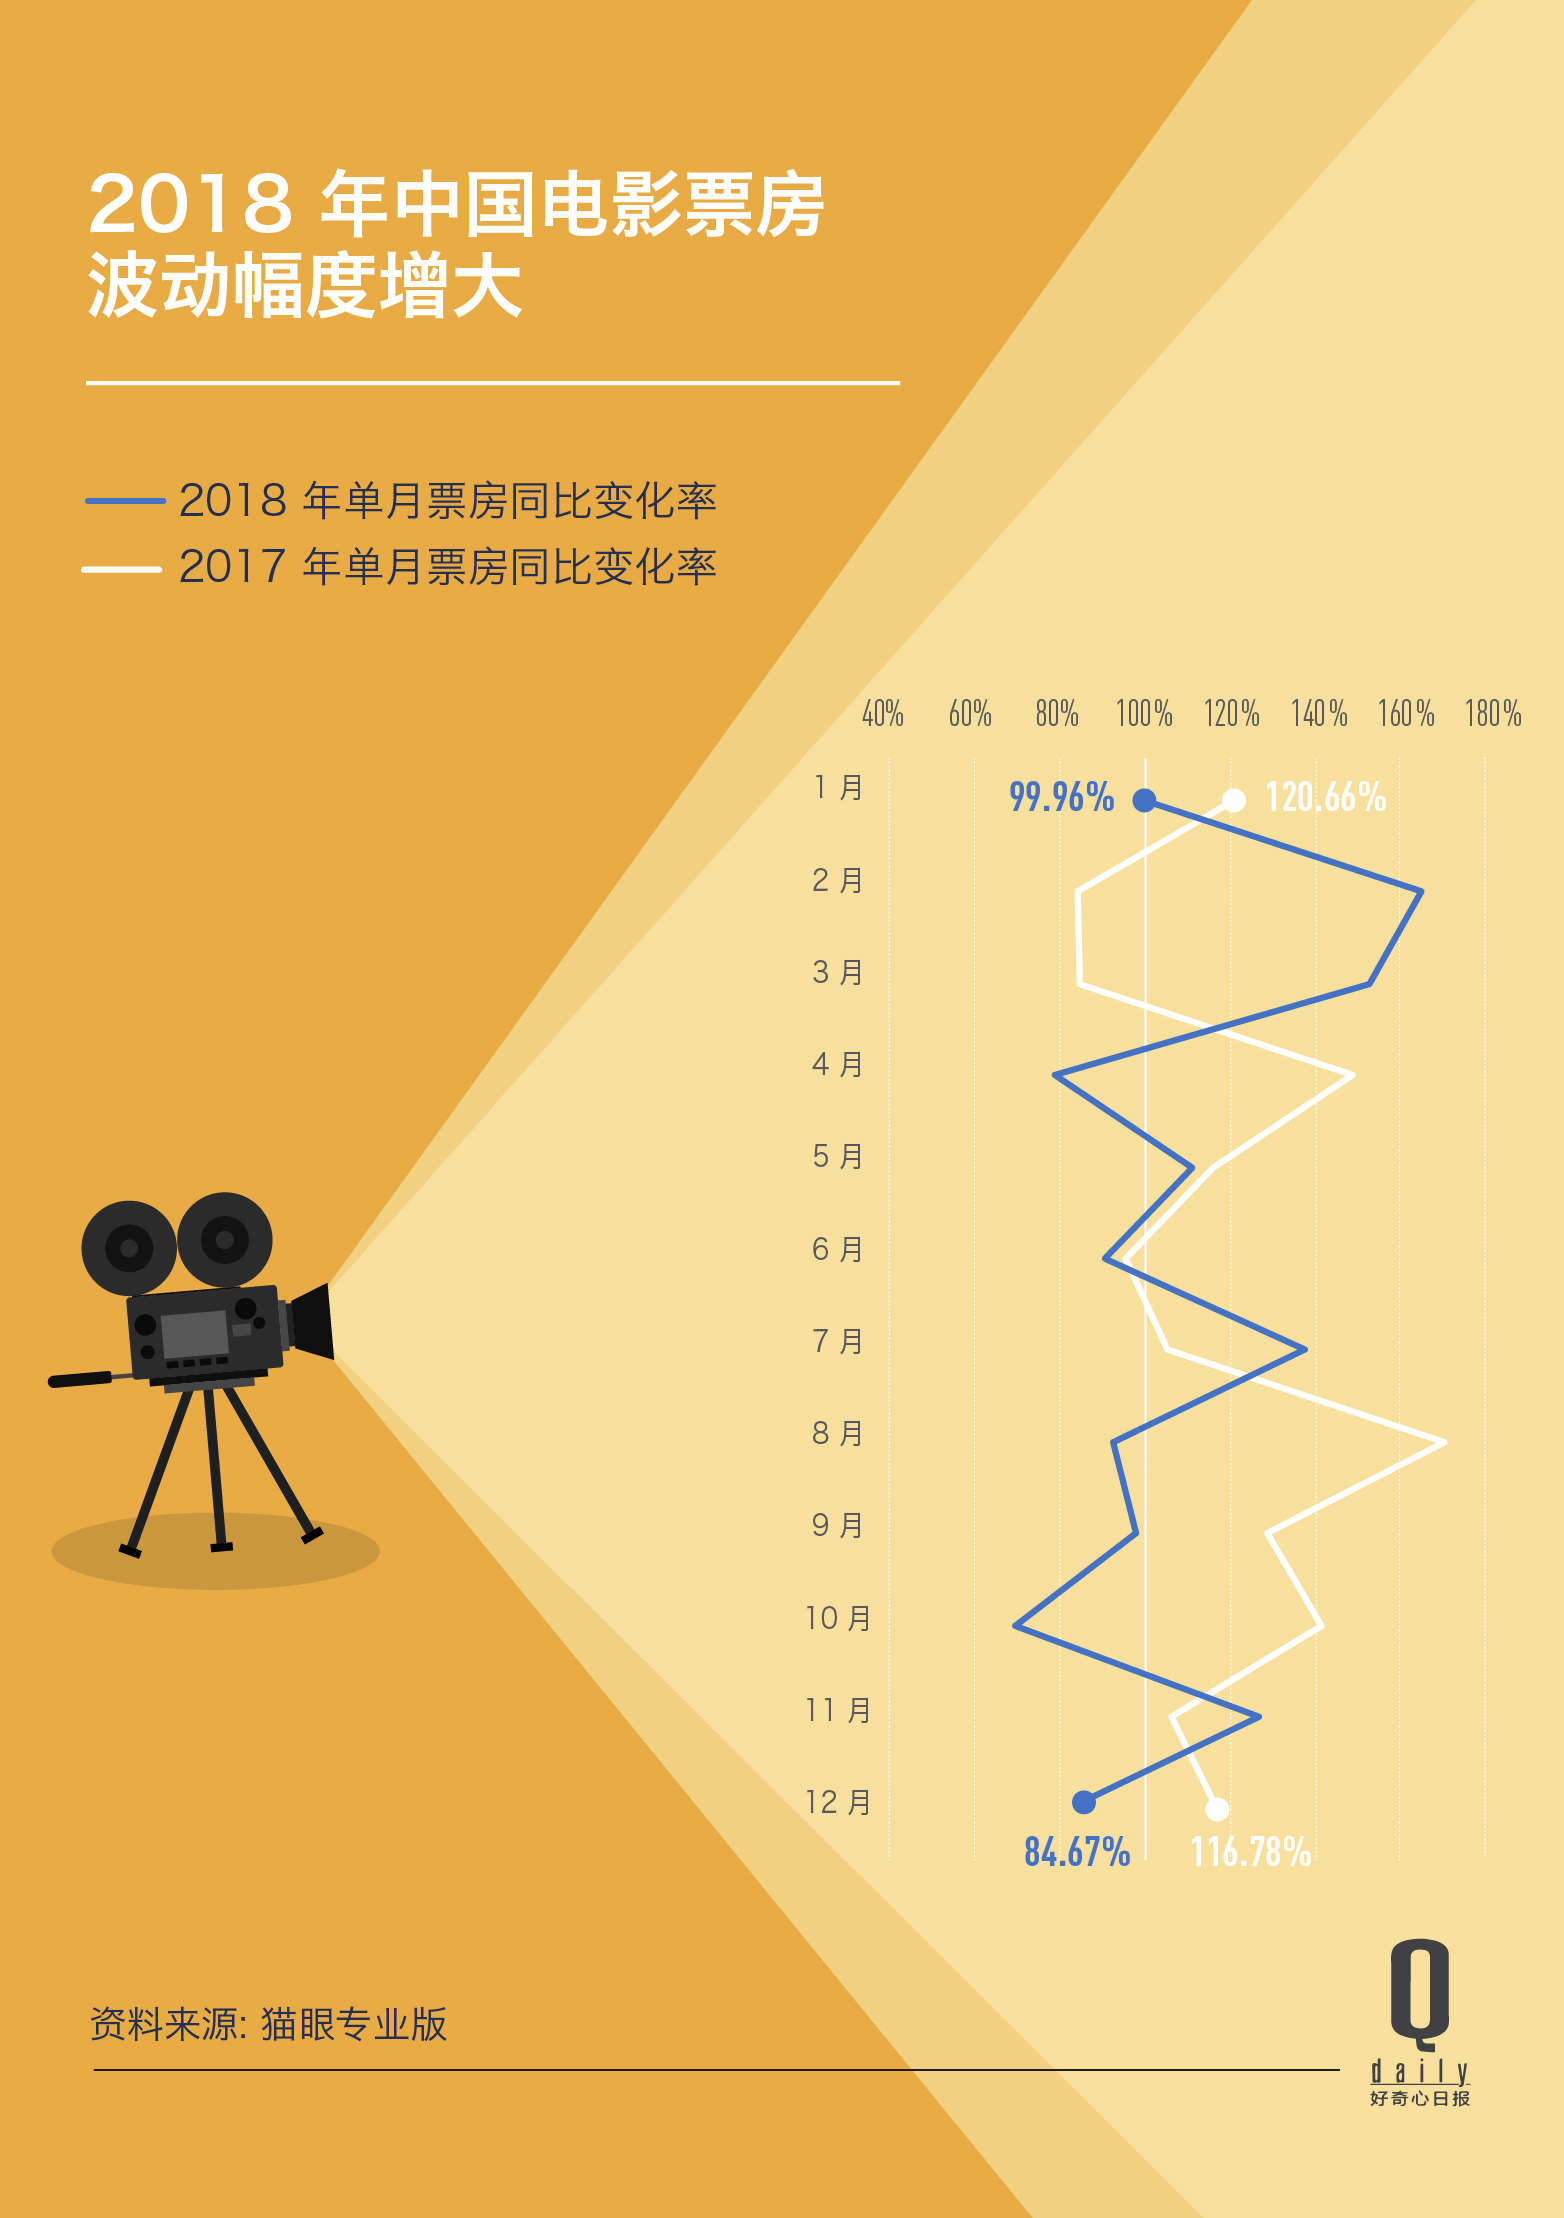 2018 年中国电影票房
波动幅度增大
2018 年单月票房同比变化率
2017 年单月票房同比变化率
40% 60% 80% 100% 120% 140% 160% 180%
1 月 99.96% 120.66%
2 月
3 月
4 月
5 月
6 月
7 月
8 月
9 月
10 月
11 月
12 月
84.67% 116.78%
资料来源: 猫眼专业版
Q
daily
好奇心日报